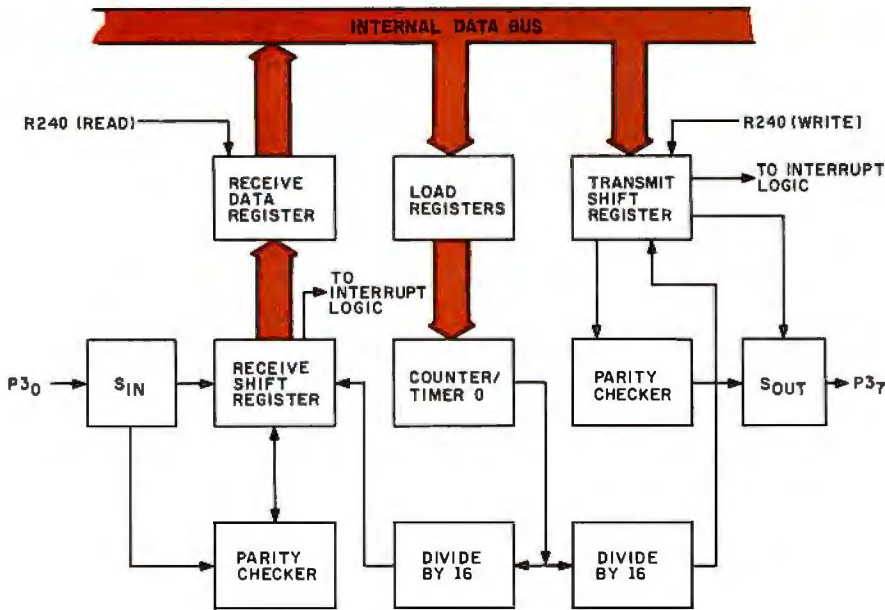 INTERNAL DATA BUS
R240 (READ)
R240 (WRITE)
RECEIVE
DATA
REGISTER
LOAD
REGISTERS
TRANSMIT
SHIFT
REGISTER
TO INTERRUPT
LOGIC
TO
INTERRUPT
LOGIC
P3₀
SIN
RECEIVE
SHIFT
REGISTER
COUNTER/
TIMER 0
PARITY
CHECKER
SOUT
P3₇
PARITY
CHECKER
DIVIDE
BY 16
DIVIDE
BY 16